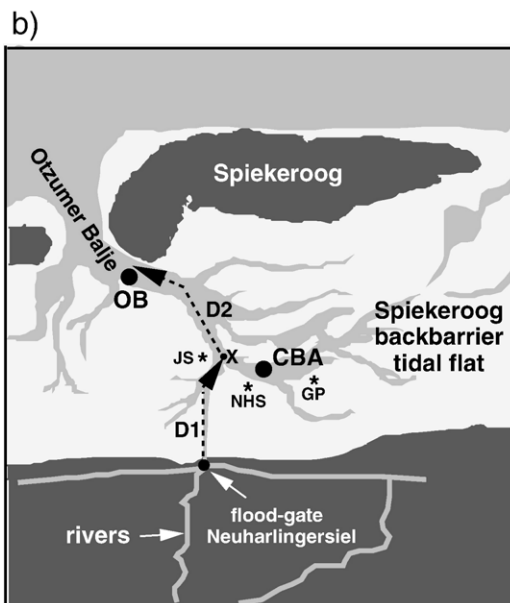 b)
Spiekeroog
Otzumer Balje
OB
D2
Spiekeroog
backbarrier
tidal flat
JS *
X
CBA
*
NHS
*
GP
D1
rivers
flood-gate
Neuharlingersiel